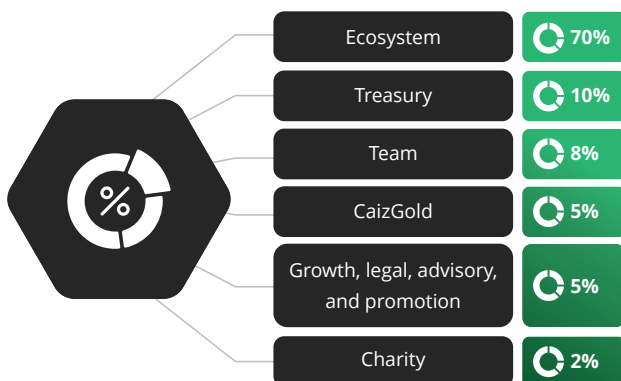 Ecosystem 70%
Treasury 10%
Team 8%
%
CaizGold 5%
Growth, legal, advisory,
and promotion 5%
Charity 2%